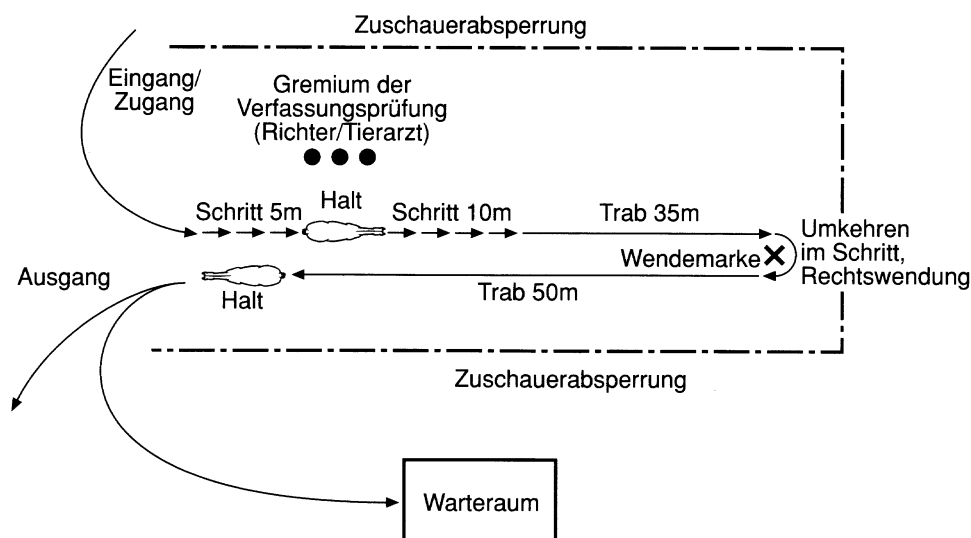 Zuschauerabsperrung
Eingang/
Zugang
Gremium der
Verfassungsprüfung
(Richter/Tierarzt)
Halt
Schritt 5m
Schritt 10m
Trab 35m
Umkehren
im Schritt,
Rechtswendung
Wendemarke
Ausgang
Halt
Trab 50m
Zuschauerabsperrung
Warteraum